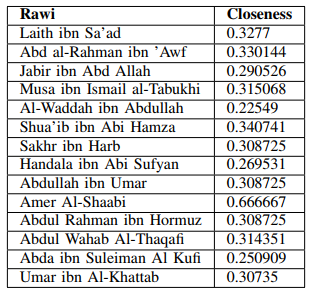 Rawi Closeness
Laith ibn Sa'ad 0.3277
Abd al-Rahman ibn 'Awf 0.330144
Jabir ibn Abd Allah 0.290526
Musa ibn Ismail al-Tabukhi 0.315068
Al-Waddah ibn Abdullah 0.22549
Shua'ib ibn Abi Hamza 0.340741
Sakhr ibn Harb 0.308725
Handala ibn Abi Sufyan 0.269531
Abdullah ibn Umar 0.308725
Amer Al-Shaabi 0.666667
Abdul Rahman ibn Hormuz 0.308725
Abdul Wahab Al-Thaqafi 0.314351
Abda ibn Suleiman Al Kufi 0.250909
Umar ibn Al-Khattab 0.30735